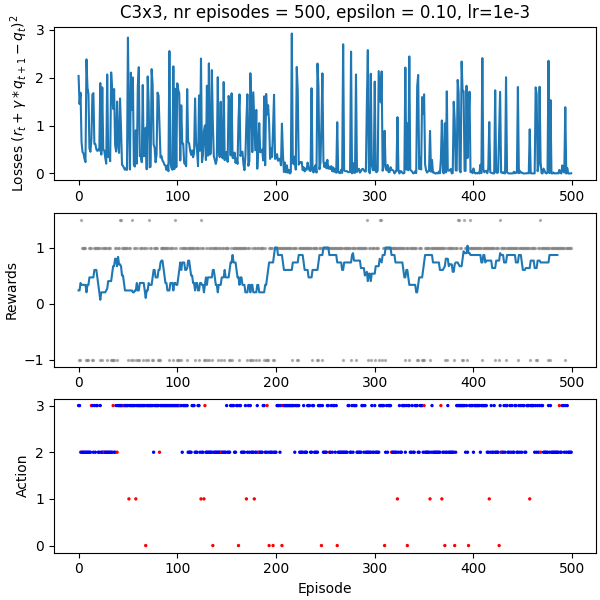 C3x3, nr episodes = 500, epsilon = 0.10, lr=1e-3
Losses $(r_t + \gamma * q_{t+1} - q_t)^2$
3
2
1
0
0 100 200 300 400 500
Rewards
1
0
−1
0 100 200 300 400 500
Action
3
2
1
0
0 100 200 300 400 500
Episode